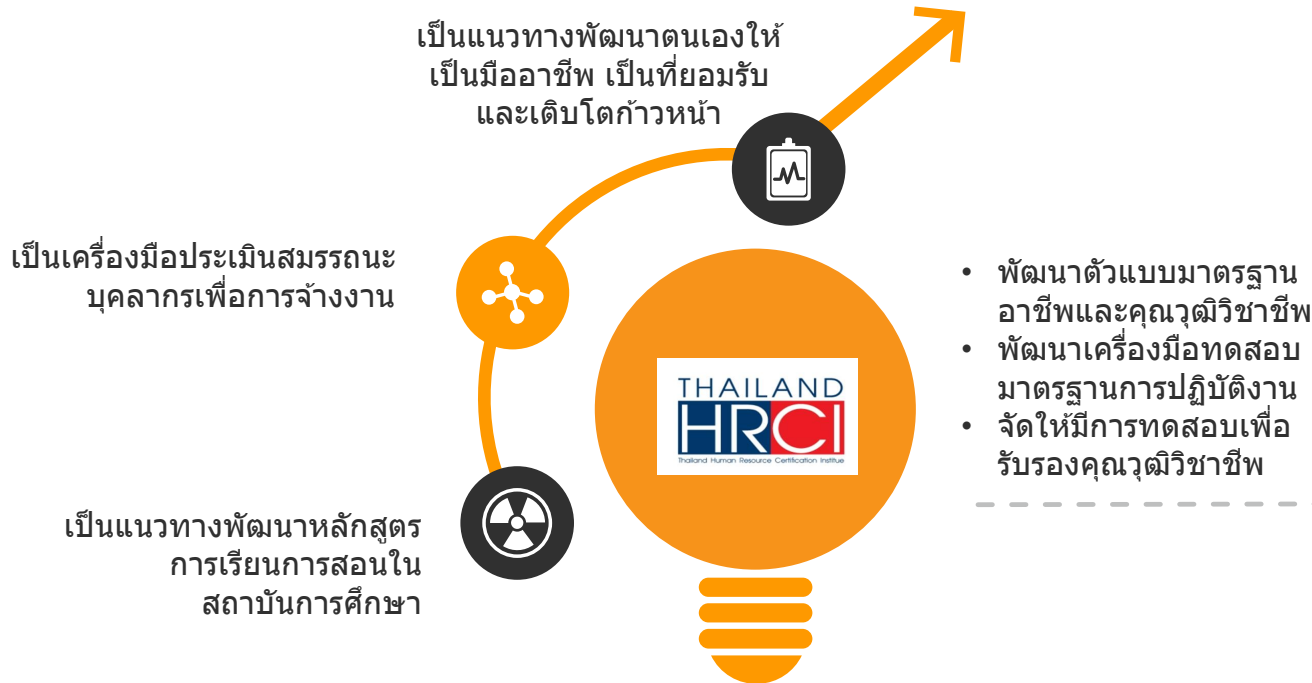 เป็นแนวทางพัฒนาตนเองให้
เป็นมืออาชีพ เป็นที่ยอมรับ
และเติบโตก้าวหน้า
เป็นเครื่องมือประเมินสมรรถนะ
บุคลากรเพื่อการจ้างงาน
เป็นแนวทางพัฒนาหลักสูตร
การเรียนการสอนใน
สถาบันการศึกษา
THAILAND
HRCI
Thailand Human Resource Certification Institue
• พัฒนาตัวแบบมาตรฐาน
อาชีพและคุณวุฒิวิชาชีพ
• พัฒนาเครื่องมือทดสอบ
มาตรฐานการปฏิบัติงาน
• จัดให้มีการทดสอบเพื่อ
รับรองคุณวุฒิวิชาชีพ